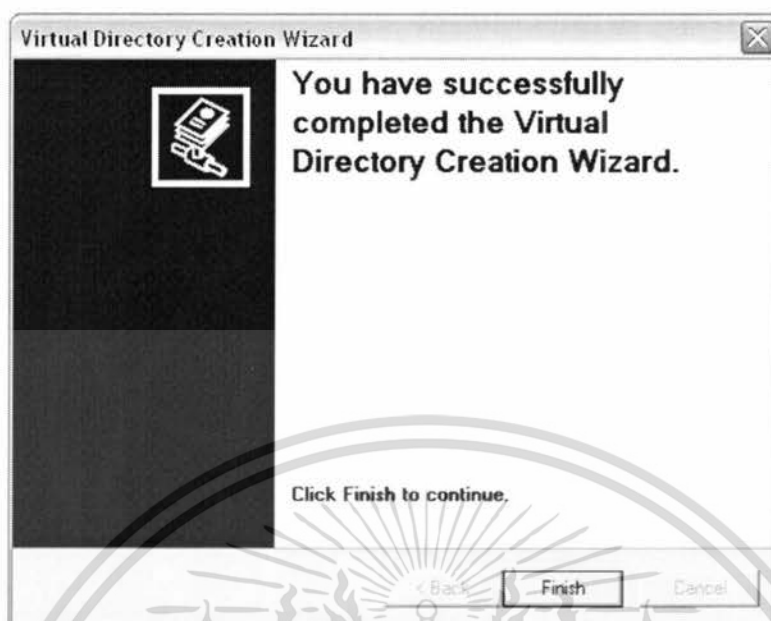 Virtual Directory Creation Wizard
You have successfully
completed the Virtual
Directory Creation Wizard.
Click Finish to continue.
< Back Finish Cancel